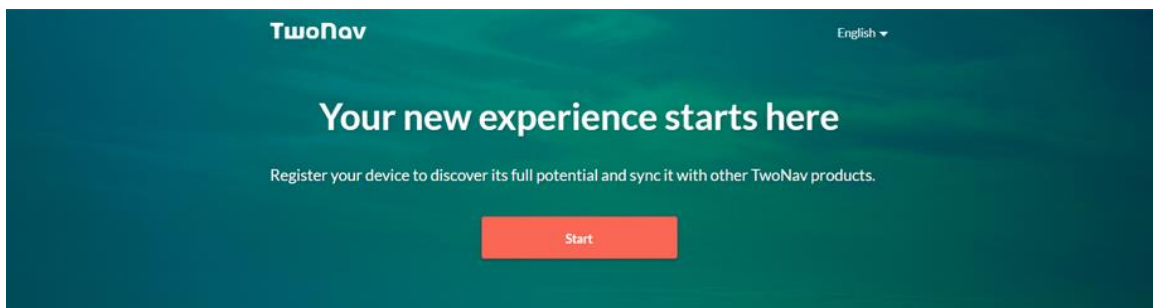 TwoNav
English
Your new experience starts here
Register your device to discover its full potential and sync it with other TwoNav products.
Start